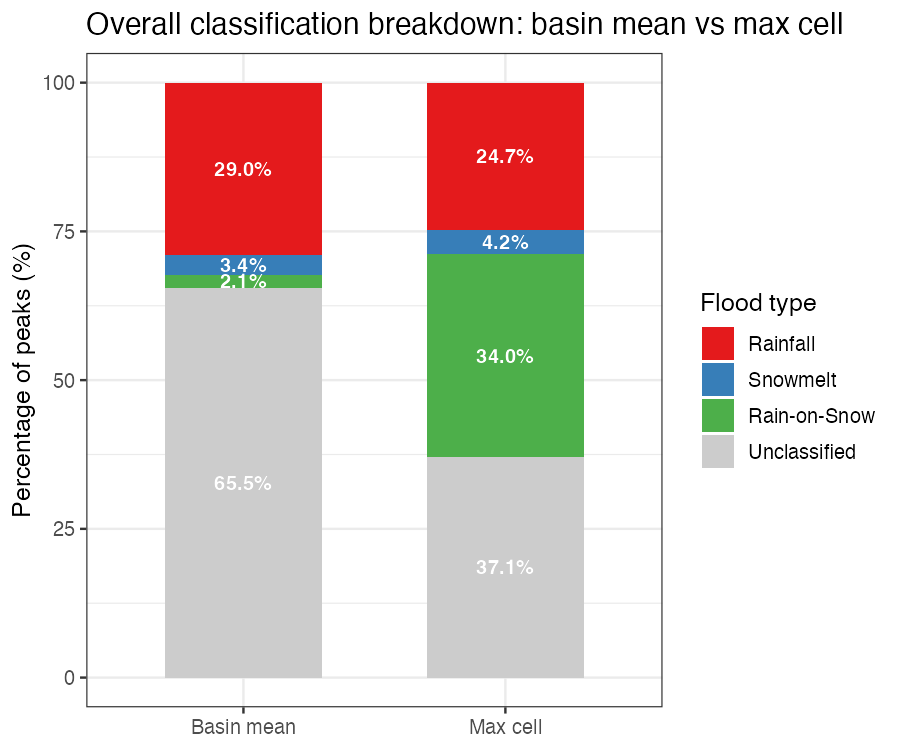 Overall classification breakdown: basin mean vs max cell
Percentage of peaks (%)
100
75
50
25
0
29.0%
3.4%
2.1%
65.5%
24.7%
4.2%
34.0%
37.1%
Basin mean
Max cell
Flood type
Rainfall
Snowmelt
Rain-on-Snow
Unclassified